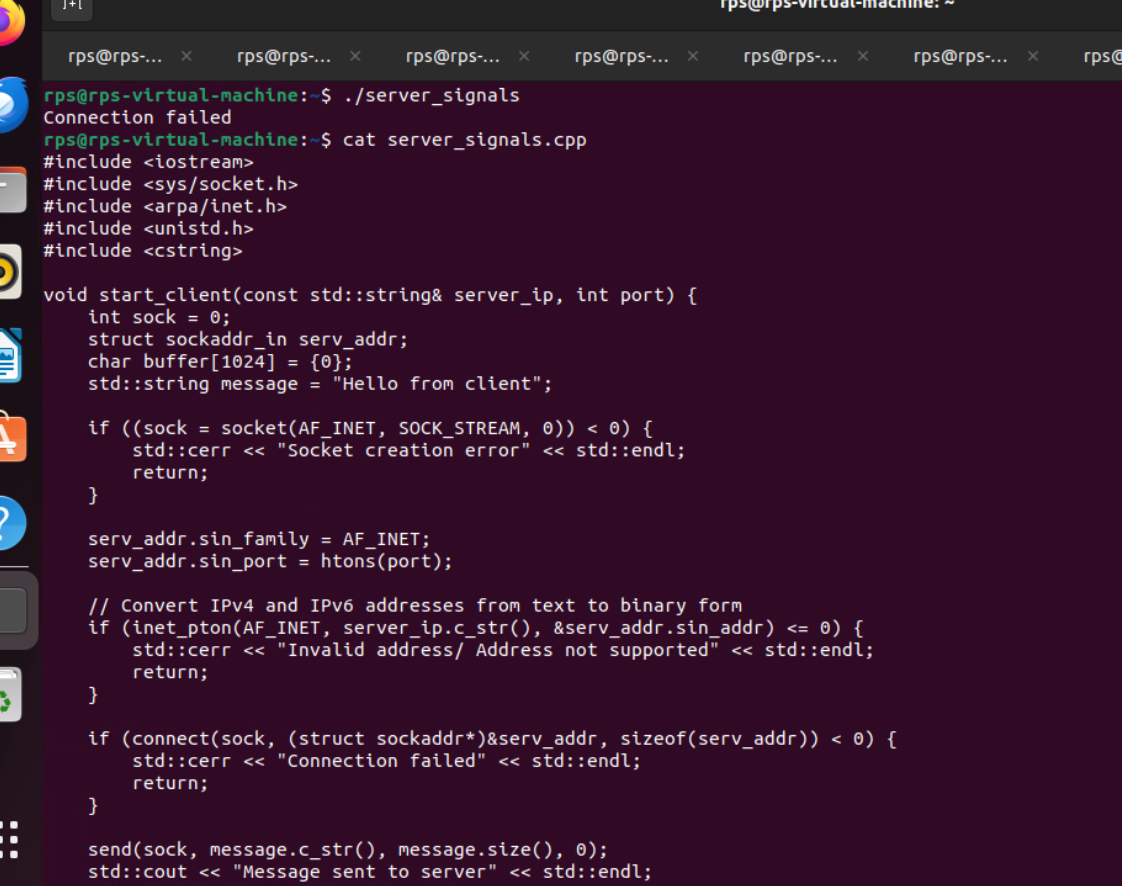 rps@rps-virtual-machine: ~
rps@rps-... × rps@rps-... × rps@rps-... × rps@rps-... × rps@rps-... × rps@rps-... × rps@
rps@rps-virtual-machine:~$ ./server_signals
Connection failed
rps@rps-virtual-machine:~$ cat server_signals.cpp
#include <iostream>
#include <sys/socket.h>
#include <arpa/inet.h>
#include <unistd.h>
#include <cstring>

void start_client(const std::string& server_ip, int port) {
    int sock = 0;
    struct sockaddr_in serv_addr;
    char buffer[1024] = {0};
    std::string message = "Hello from client";

    if ((sock = socket(AF_INET, SOCK_STREAM, 0)) < 0) {
        std::cerr << "Socket creation error" << std::endl;
        return;
    }

    serv_addr.sin_family = AF_INET;
    serv_addr.sin_port = htons(port);

    // Convert IPv4 and IPv6 addresses from text to binary form
    if (inet_pton(AF_INET, server_ip.c_str(), &serv_addr.sin_addr) <= 0) {
        std::cerr << "Invalid address/ Address not supported" << std::endl;
        return;
    }

    if (connect(sock, (struct sockaddr*)&serv_addr, sizeof(serv_addr)) < 0) {
        std::cerr << "Connection failed" << std::endl;
        return;
    }

    send(sock, message.c_str(), message.size(), 0);
    std::cout << "Message sent to server" << std::endl;